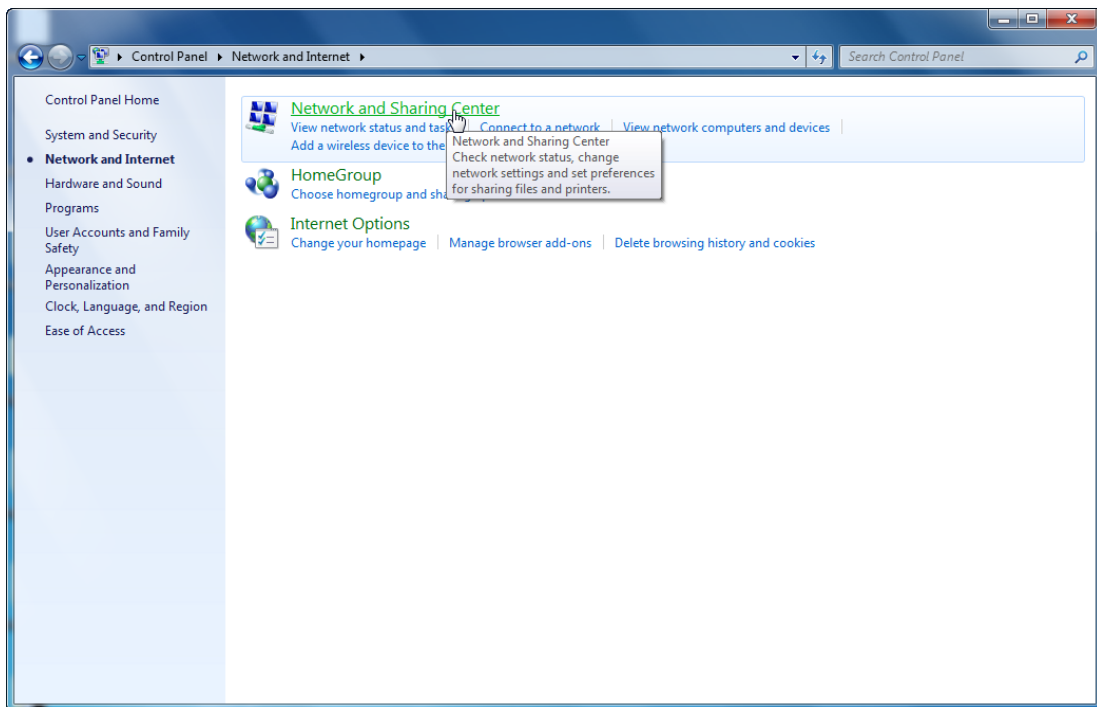 Control Panel Network and Internet Search Control Panel
Control Panel Home
System and Security
Network and Internet
Hardware and Sound
Programs
User Accounts and Family
Safety
Appearance and
Personalization
Clock, Language, and Region
Ease of Access
Network and Sharing Center
View network status and Connect to a network View network computers and devices
Add a wireless device to the
Network and Sharing Center
Check network status, change
network settings and set preferences
for sharing files and printers.
HomeGroup
Choose homegroup and
Internet Options
Change your homepage Manage browser add-ons Delete browsing history and cookies